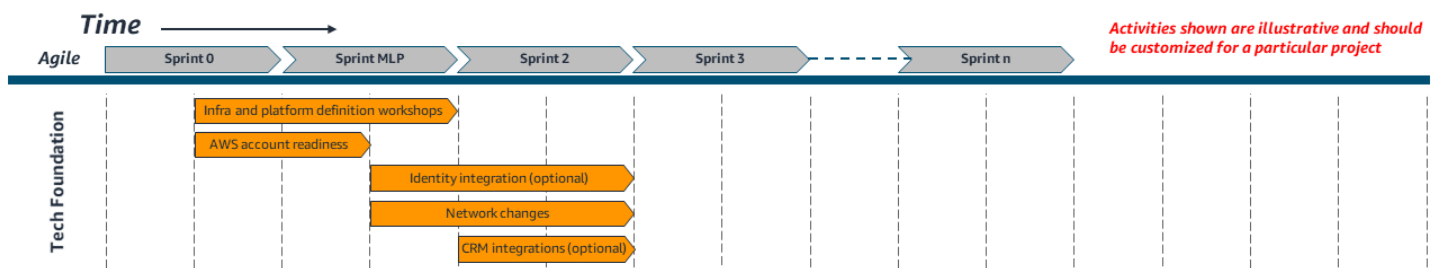 Time
Activities shown are illustrative and should
be customized for a particular project
Agile
Sprint 0
Sprint MLP
Sprint 2
Sprint 3
Sprint n
Tech Foundation
Infra and platform definition workshops
AWS account readiness
Identity integration (optional)
Network changes
CRM integrations (optional)